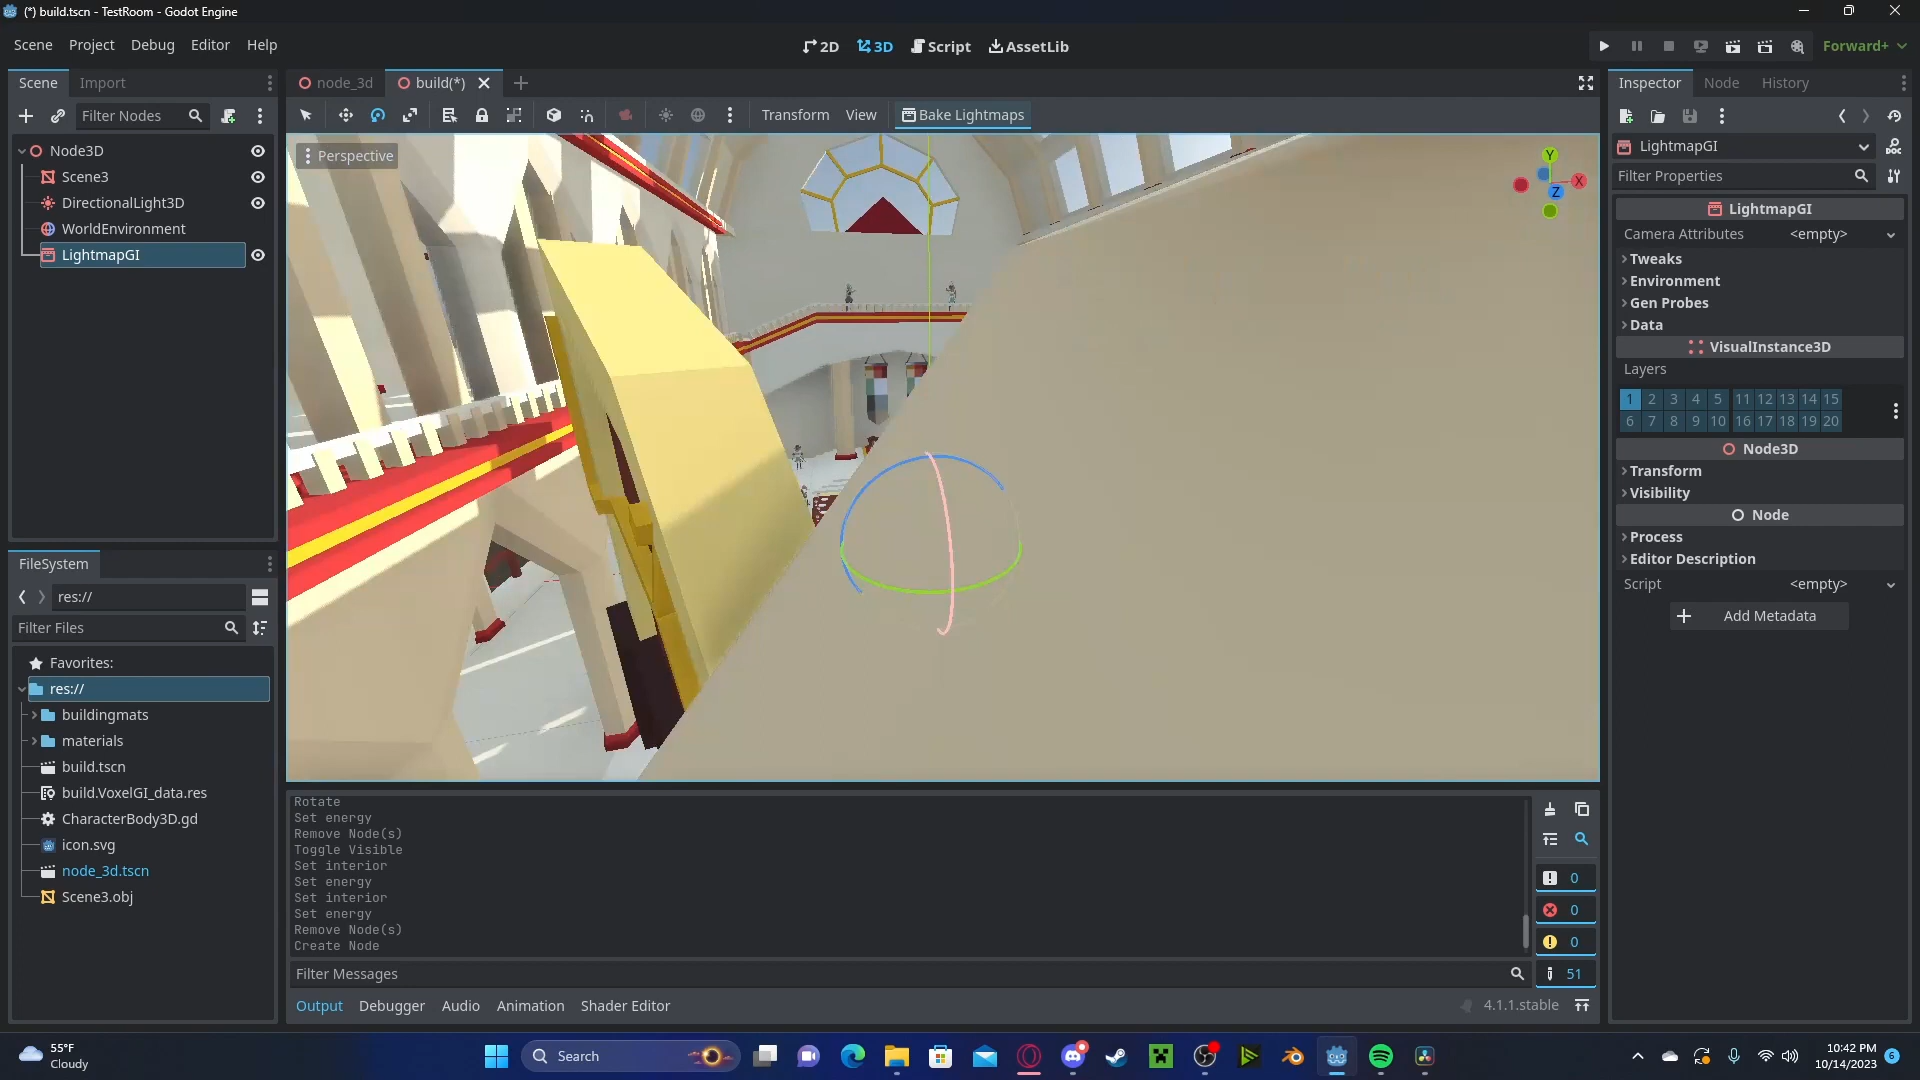 (*) build.tscn - TestRoom - Godot Engine
Scene Project Debug Editor Help
2D 3D Script AssetLib
Forward+
Scene Import
node_3d build(*)
Inspector Node History
Filter Nodes
Transform View Bake Lightmaps
Node3D
Scene3
DirectionalLight3D
WorldEnvironment
LightmapGI
Perspective
Y
X
Z
LightmapGI
Filter Properties
LightmapGI
Camera Attributes <empty>
Tweaks
Environment
Gen Probes
Data
VisualInstance3D
Layers
1 2 3 4 5 11 12 13 14 15
6 7 8 9 10 16 17 18 19 20
Node3D
Transform
Visibility
Node
Process
Editor Description
Script <empty>
Add Metadata
FileSystem
res://
Filter Files
Favorites:
res://
buildingmats
materials
build.tscn
build.VoxelGI_data.res
CharacterBody3D.gd
icon.svg
node_3d.tscn
Scene3.obj
Rotate
Set energy
Remove Node(s)
Toggle Visible
Set interior
Set energy
Set interior
Set energy
Remove Node(s)
Create Node
0
0
0
51
Filter Messages
Output Debugger Audio Animation Shader Editor
4.1.1.stable
55°F
Cloudy
Search
10:42 PM
10/14/2023
6